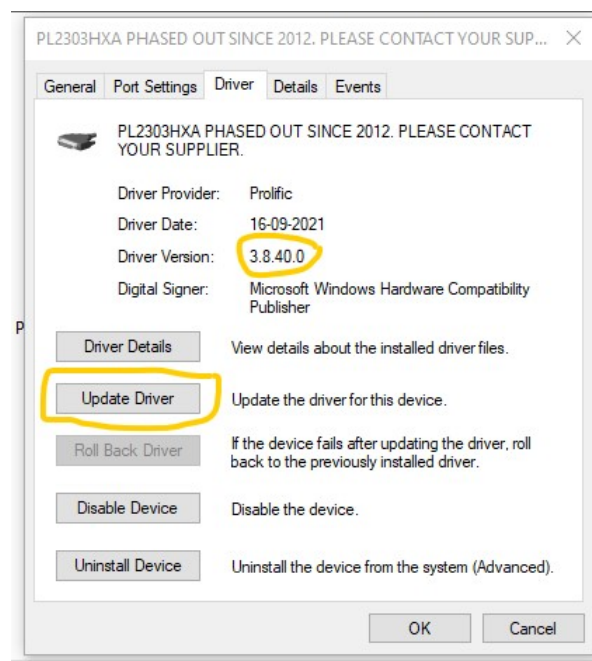 PL2303HXA PHASED OUT SINCE 2012. PLEASE CONTACT YOUR SUP...
General Port Settings Driver Details Events
PL2303HXA PHASED OUT SINCE 2012. PLEASE CONTACT
YOUR SUPPLIER.
Driver Provider: Prolific
Driver Date: 16-09-2021
Driver Version: 3.8.40.0
Digital Signer: Microsoft Windows Hardware Compatibility
Publisher
P
Driver Details View details about the installed driver files.
Update Driver Update the driver for this device.
Roll Back Driver If the device fails after updating the driver, roll
back to the previously installed driver.
Disable Device Disable the device.
Uninstall Device Uninstall the device from the system (Advanced).
OK Cancel